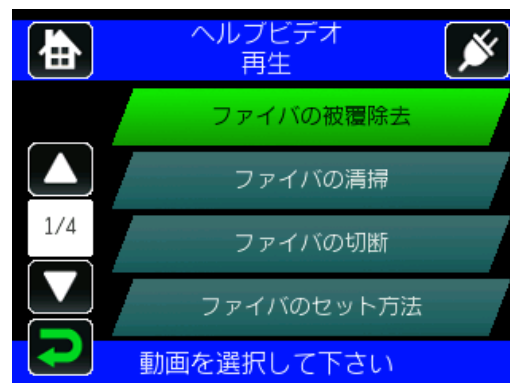 ヘルプビデオ
再生
ファイバの被覆除去
ファイバの清掃
1/4
ファイバの切断
ファイバのセット方法
動画を選択して下さい